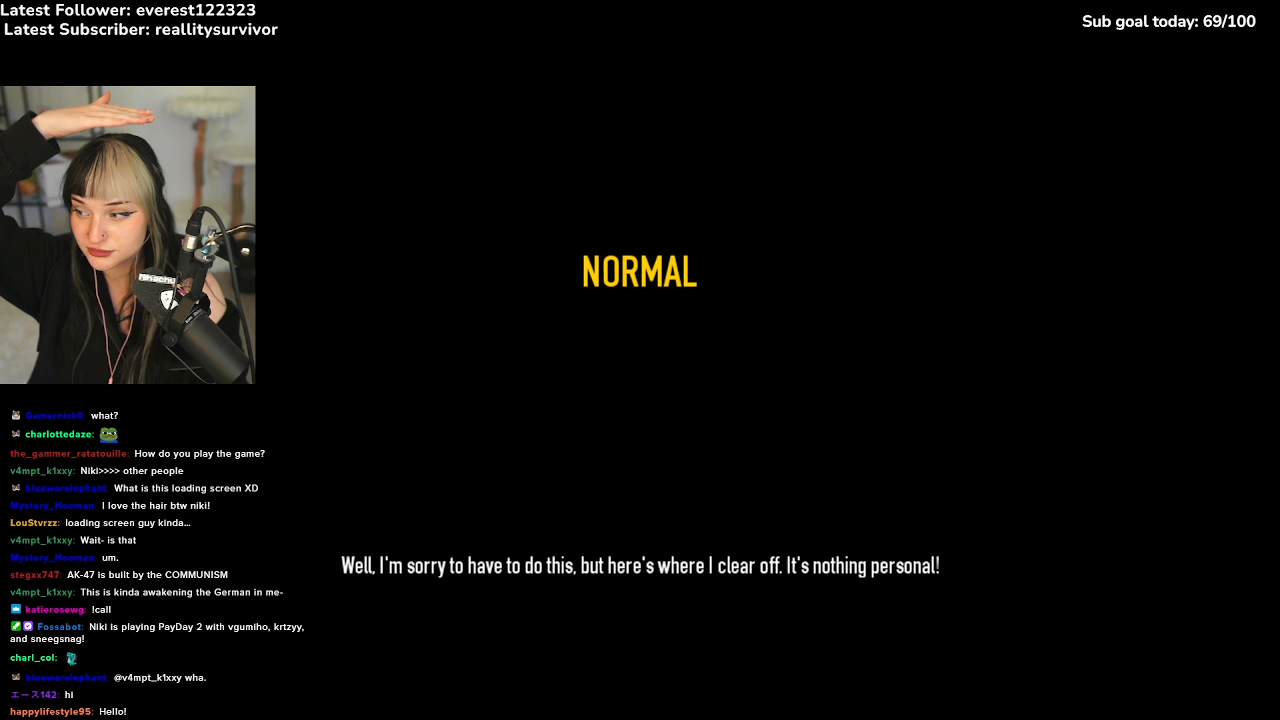 Latest Follower: everest122323
Latest Subscriber: reallitysurvivor
Sub goal today: 69/100
NORMAL
Well, I'm sorry to have to do this, but here's where I clear off. It's nothing personal!
Gamernick0: what?
charlottedaze:
the_gammer_ratatouille: How do you play the game?
v4mpt_k1xxy: Niki>>>> other people
bluewarelephant: What is this loading screen XD
Mystery_Hooman: I love the hair btw niki!
LouStvrzz: loading screen guy kinda...
v4mpt_k1xxy: Wait- is that
Mystery_Hooman: um.
stegxx747: AK-47 is built by the COMMUNISM
v4mpt_k1xxy: This is kinda awakening the German in me-
katierosewg: !call
Fossabot: Niki is playing PayDay 2 with vgumiho, krtzyy,
and sneegsnag!
charl_col:
bluewarelephant: @v4mpt_k1xxy wha.
エース142: hi
happylifestyle95: Hello!